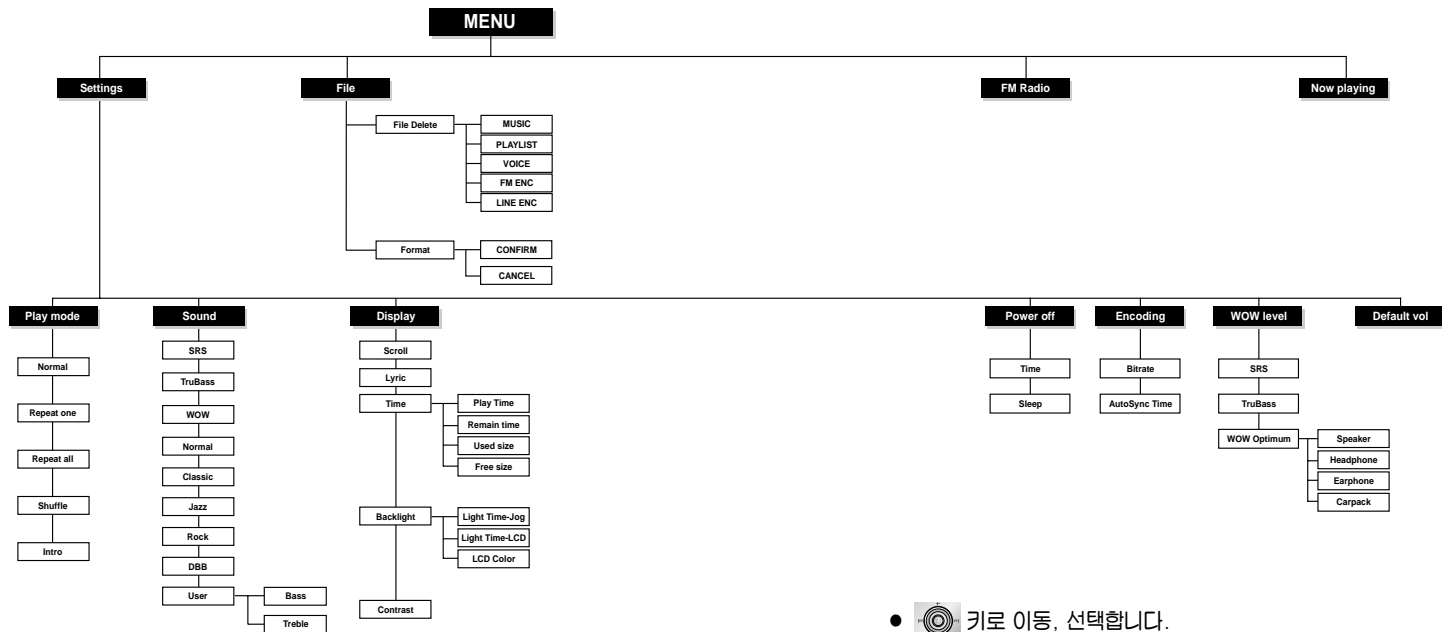 MENU
Settings
File
FM Radio
Now playing
File Delete
MUSIC
PLAYLIST
VOICE
FM ENC
LINE ENC
Format
CONFIRM
CANCEL
Play mode
Sound
Display
Power off
Encoding
WOW level
Default vol
Normal
Repeat one
Repeat all
Shuffle
Intro
SRS
TruBass
WOW
Normal
Classic
Jazz
Rock
DBB
User
Bass
Treble
Scroll
Lyric
Time
Play Time
Remain time
Used size
Free size
Backlight
Light Time-Jog
Light Time-LCD
LCD Color
Contrast
Time
Sleep
Bitrate
AutoSync Time
SRS
TruBass
WOW Optimum
Speaker
Headphone
Earphone
Carpack
● 키로 이동, 선택합니다.